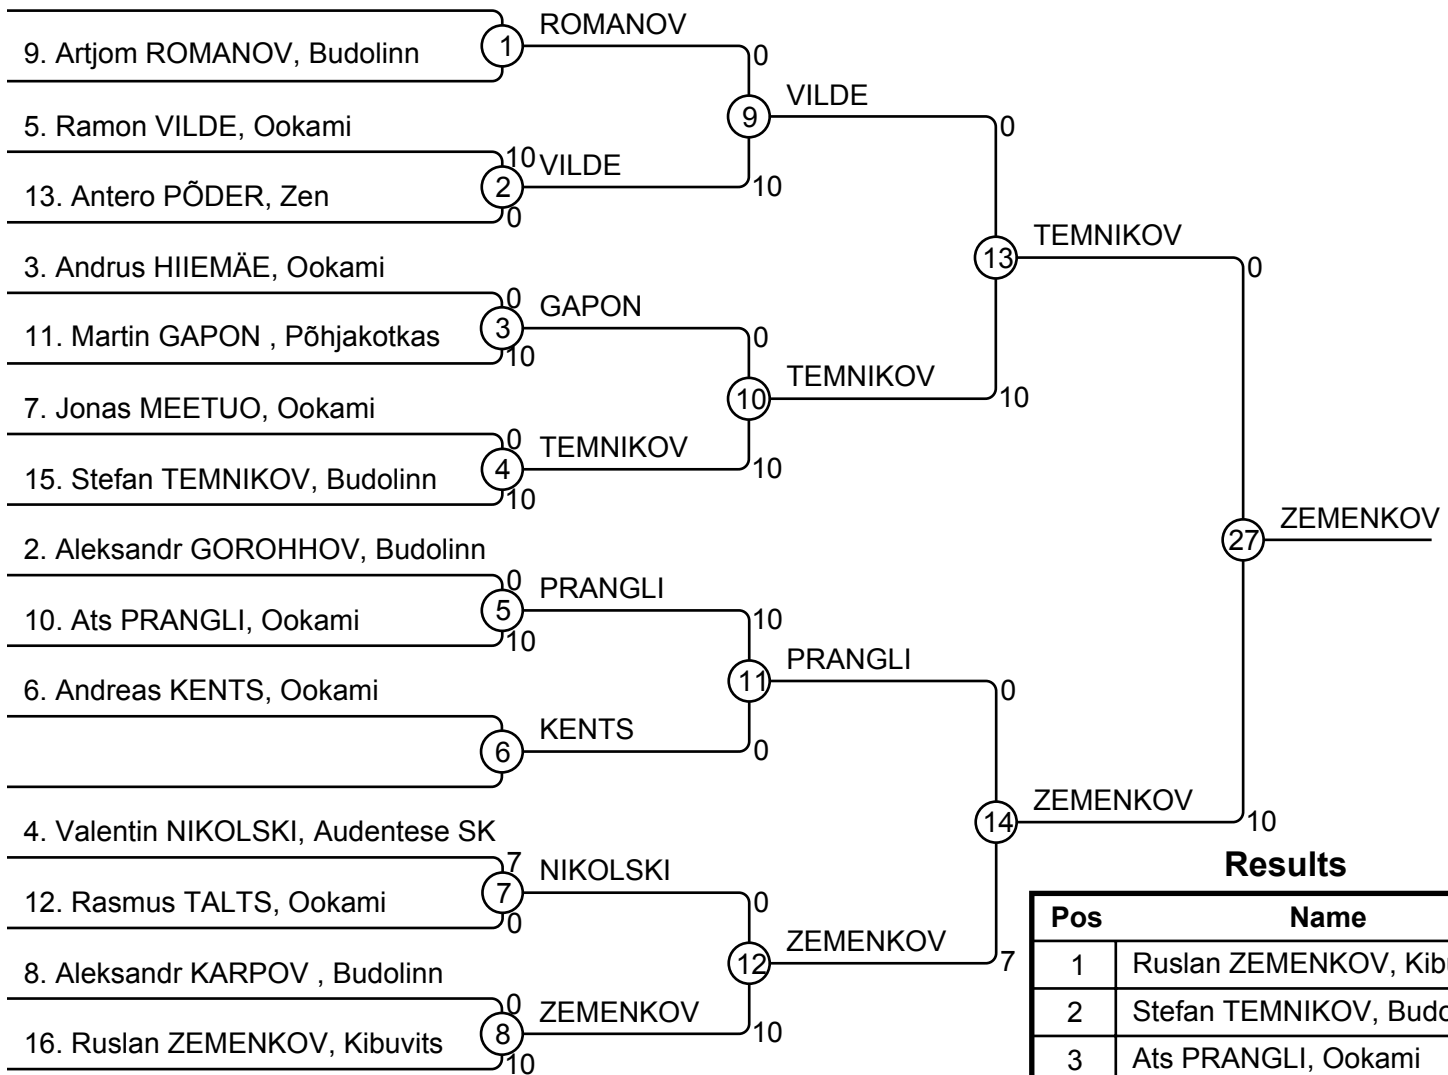 ROMANOV
9. Artjom ROMANOV, Budolinn
1
0
VILDE
5. Ramon VILDE, Ookami
9
0
10
VILDE
13. Antero PÕDER, Zen
2
10
0
TEMNIKOV
3. Andrus HIIEMÄE, Ookami
13
0
0
GAPON
11. Martin GAPON , Põhjakotkas
3
0
10
TEMNIKOV
7. Jonas MEETUO, Ookami
10
10
0
TEMNIKOV
15. Stefan TEMNIKOV, Budolinn
4
10
10
ZEMENKOV
2. Aleksandr GOROHHOV, Budolinn
27
0
PRANGLI
10. Ats PRANGLI, Ookami
5
10
10
PRANGLI
6. Andreas KENTS, Ookami
11
0
KENTS
6
0
ZEMENKOV
4. Valentin NIKOLSKI, Audentese SK
14
10
7
NIKOLSKI
Results
12. Rasmus TALTS, Ookami
7
0
0
Pos Name
ZEMENKOV
8. Aleksandr KARPOV , Budolinn
12
7
1 Ruslan ZEMENKOV, Kibu
0
ZEMENKOV
2 Stefan TEMNIKOV, Budo
16. Ruslan ZEMENKOV, Kibuvits
8
10
10
3 Ats PRANGLI, Ookami